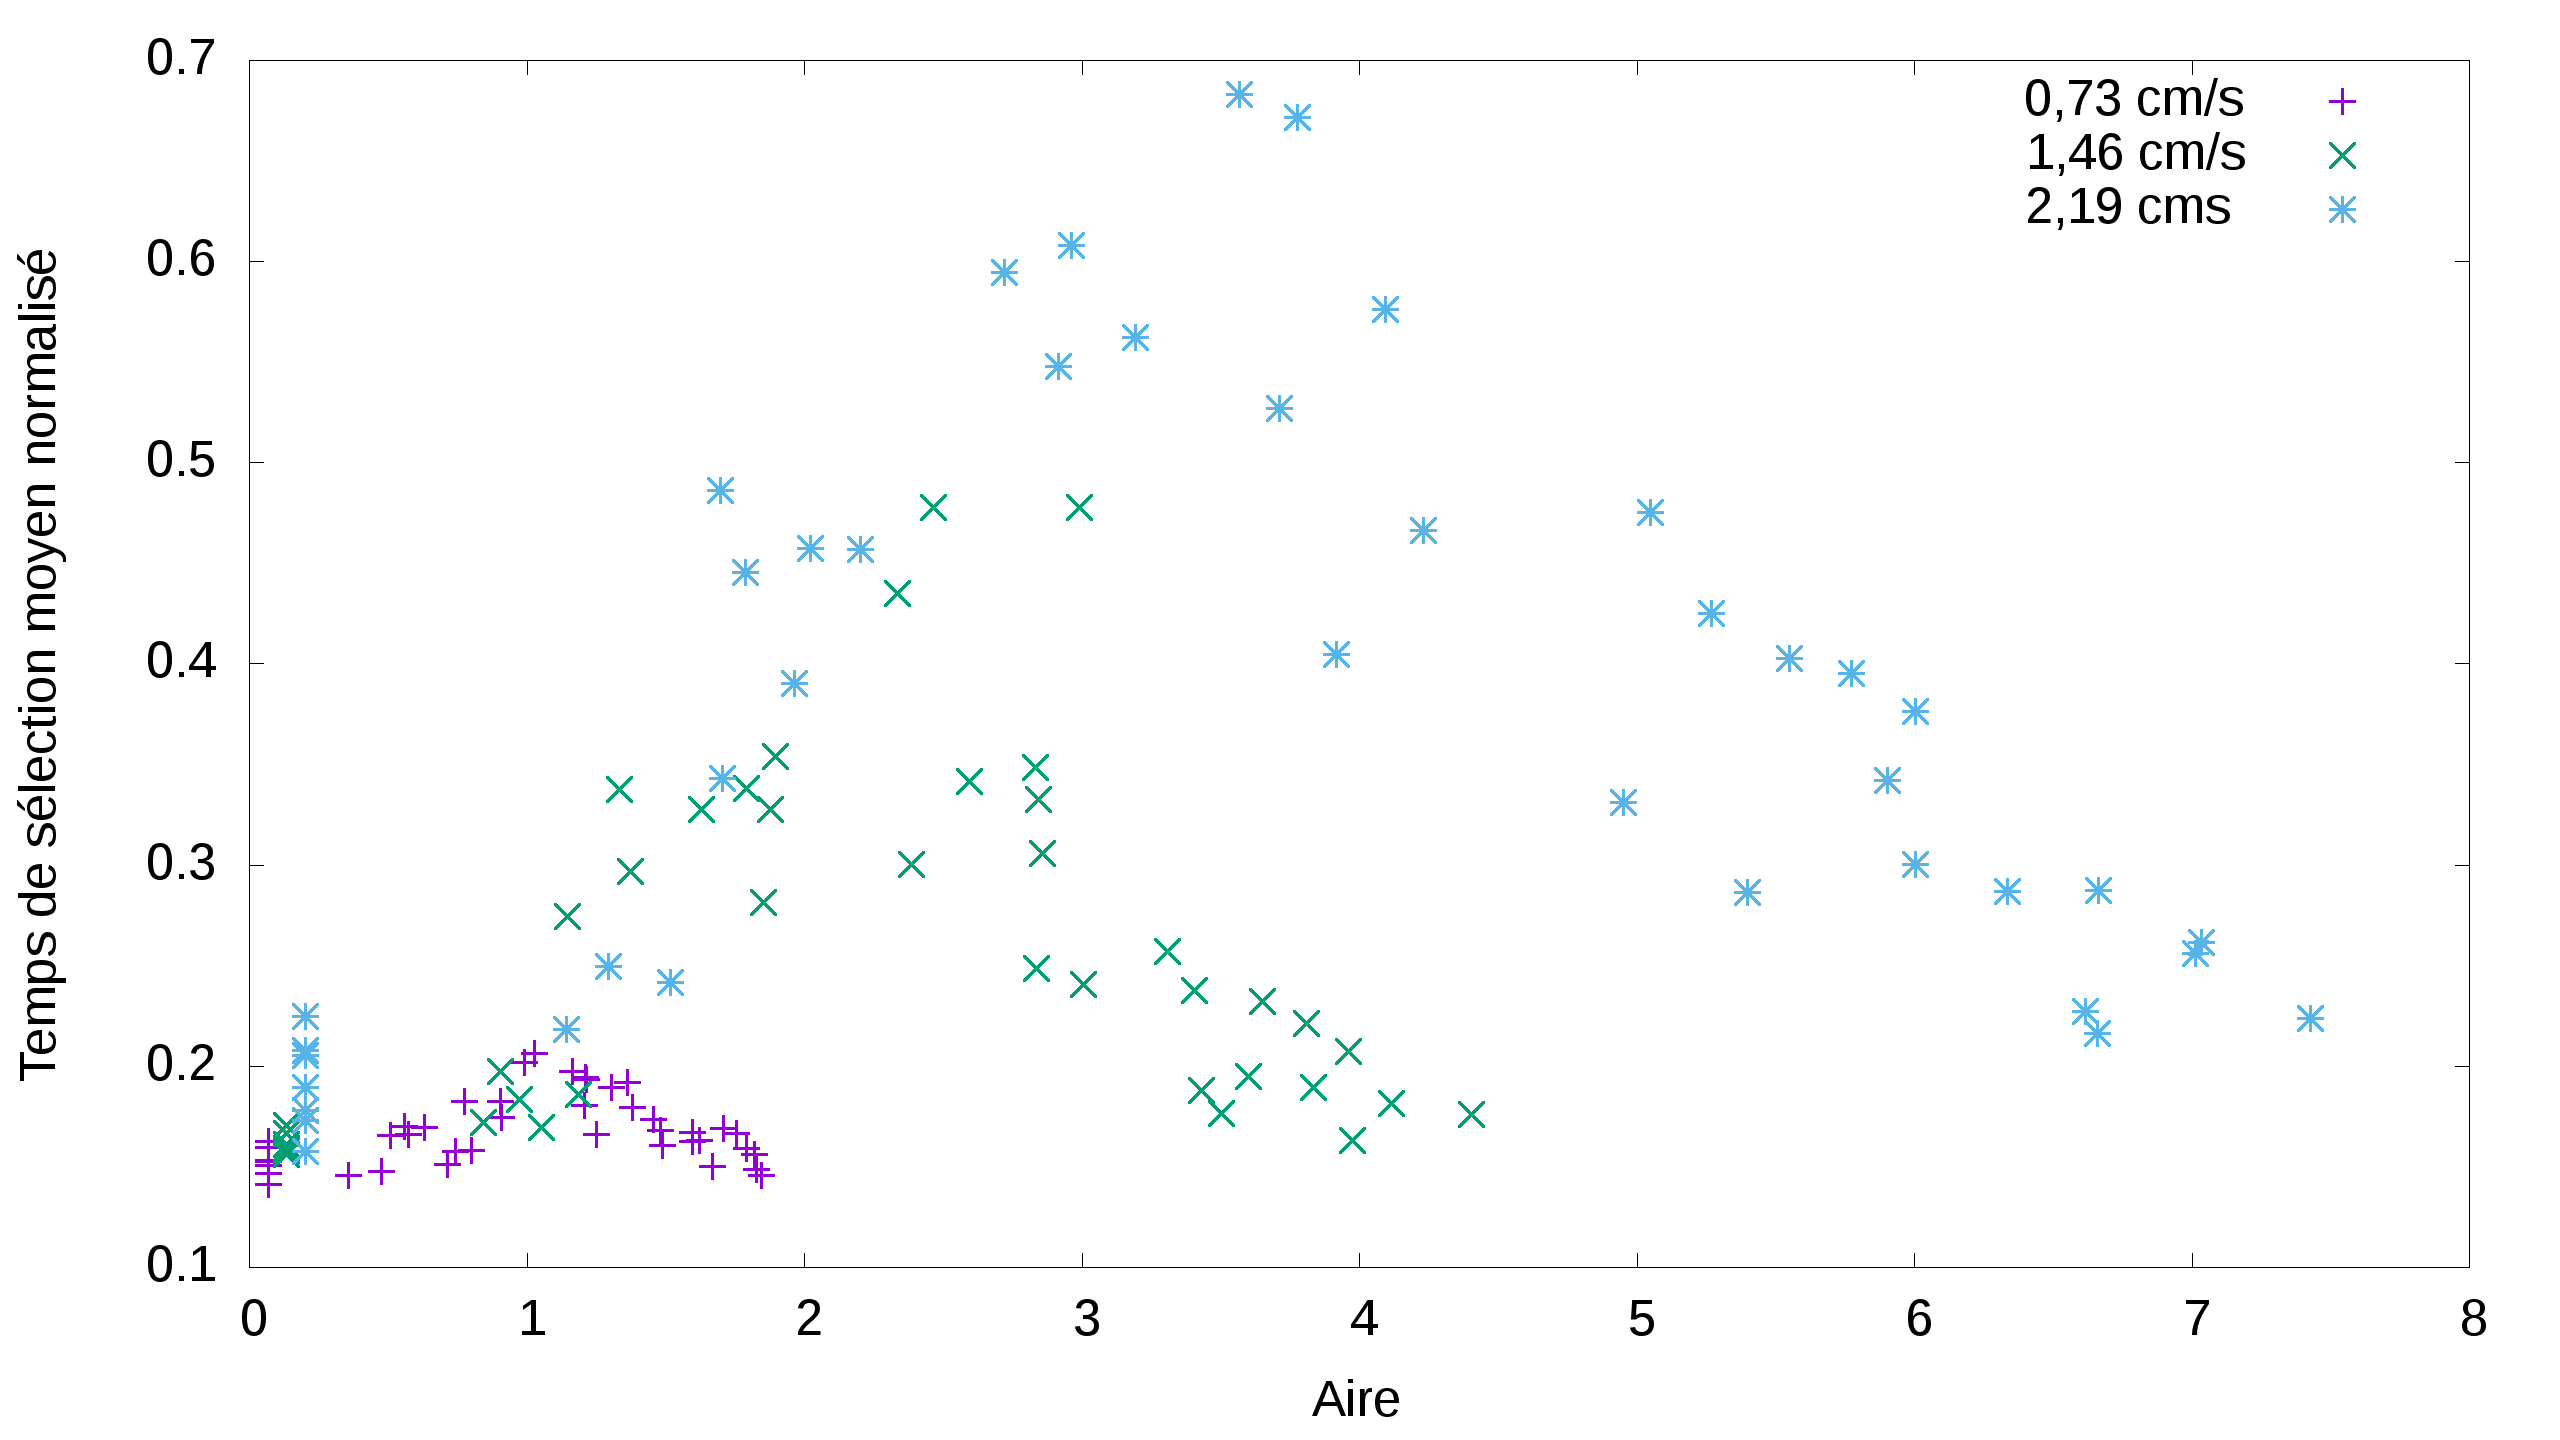 0.7
0.6
0.5
0.4
0.3
0.2
0.1
Temps de sélection moyen normalisé
0,73 cm/s
1,46 cm/s
2,19 cms
0 1 2 3 4 5 6 7 8
Aire